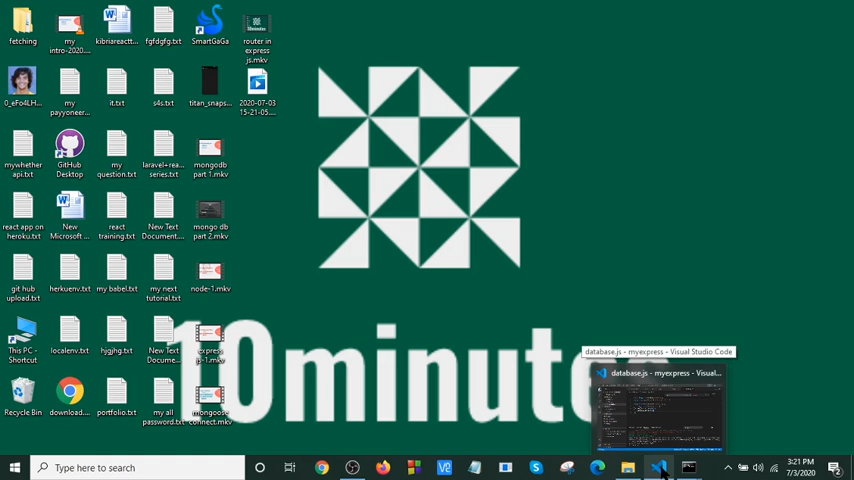 fetching
my
intro-2020....
kibriareactt...
fgfdgfg.txt
SmartGaGa
router in
express
js.mkv
0_eFo4LH...
my
payyoneer...
it.txt
s4s.txt
titan_snaps...
2020-07-03
15-21-05....
mywhether
api.txt
GitHub
Desktop
my
question.txt
laravel+rea...
series.txt
mongodb
part 1.mkv
react app on
heroku.txt
New
Microsoft ...
react
training.txt
New Text
Document....
mongo db
part 2.mkv
git hub
upload.txt
herkuenv.txt
my babel.txt
my next
tutorial.txt
node-1.mkv
This PC -
Shortcut
localenv.txt
hjgjhg.txt
New Text
Docume...
express
js-1.mkv
Recycle Bin
download....
portfolio.txt
my all
password.txt
mongoose
connect.mkv
10minutes
database.js - myexpress - Visual Studio Code
database.js - myexpress - Visual...
Type here to search
3:21 PM
7/3/2020
2